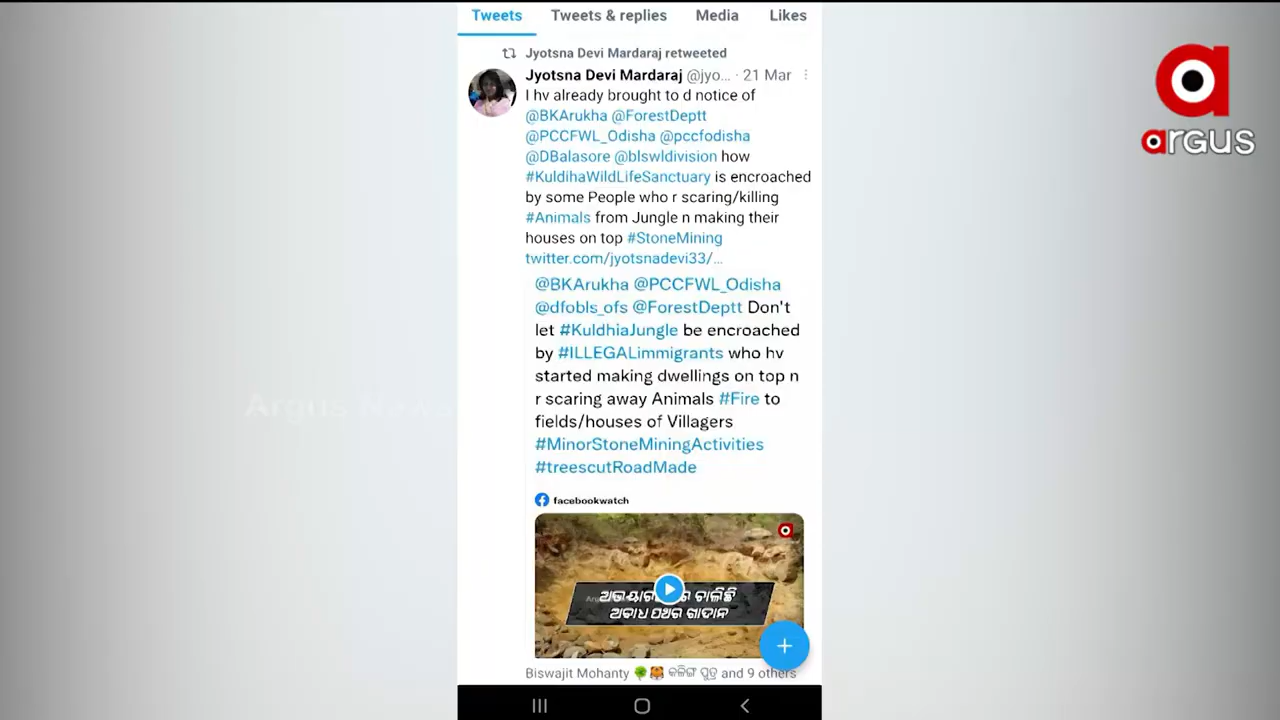 Tweets Tweets & replies Media Likes
Jyotsna Devi Mardaraj retweeted
Jyotsna Devi Mardaraj @jyo... · 21 Mar
I hv already brought to d notice of
@BKArukha @ForestDeptt
@PCCFWL_Odisha @pccfodisha
@DBalasore @blswldivision how
#KuldihaWildLifeSanctuary is encroached
by some People who r scaring/killing
#Animals from Jungle n making their
houses on top #StoneMining
twitter.com/jyotsnadevi33/...
@BKArukha @PCCFWL_Odisha
@dfobls_ofs @ForestDeptt Don't
let #KuldhiaJungle be encroached
by #ILLEGALimmigrants who hv
started making dwellings on top n
r scaring away Animals #Fire to
fields/houses of Villagers
#MinorStoneMiningActivities
#treescutRoadMade
facebookwatch
ଚାଲିଛି
ଅବାଧ ପଥର ଖାଦାନ
Biswajit Mohanty କଳିଙ୍ଗ ପୁତ୍ର and 9 others
argus
Argus News